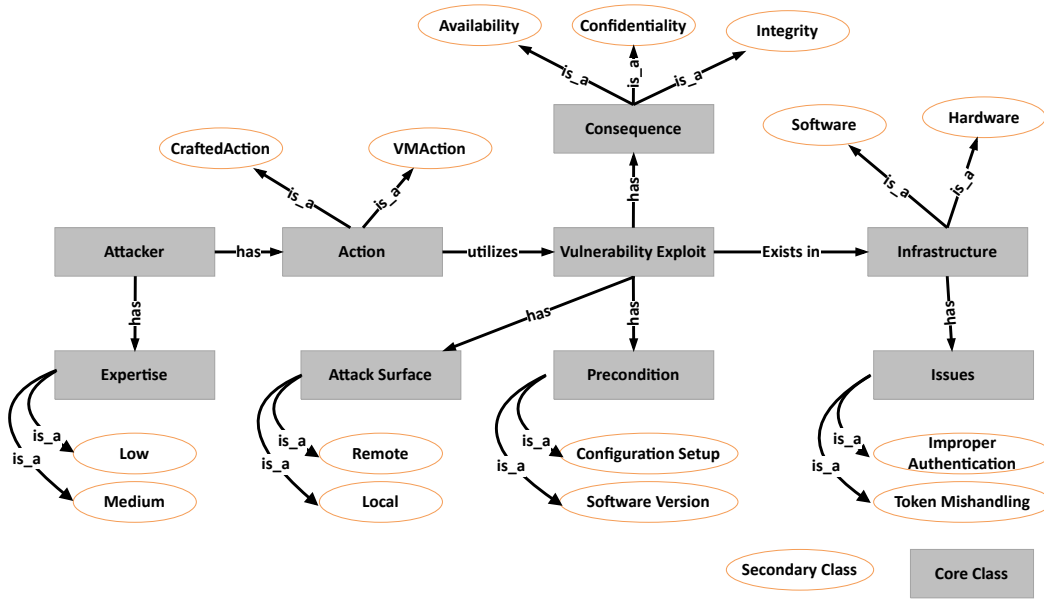 Availability
Confidentiality
Integrity
is_a
is_a
is_a
Consequence
Software
Hardware
CraftedAction
VMAction
is_a
is_a
has
is_a
is_a
Attacker
has
Action
utilizes
Vulnerability Exploit
Exists in
Infrastructure
has
has
has
has
Expertise
Attack Surface
Precondition
Issues
is_a
Low
is_a
Remote
is_a
Configuration Setup
is_a
Improper
Authentication
is_a
Medium
is_a
Local
is_a
Software Version
is_a
Token Mishandling
Secondary Class
Core Class